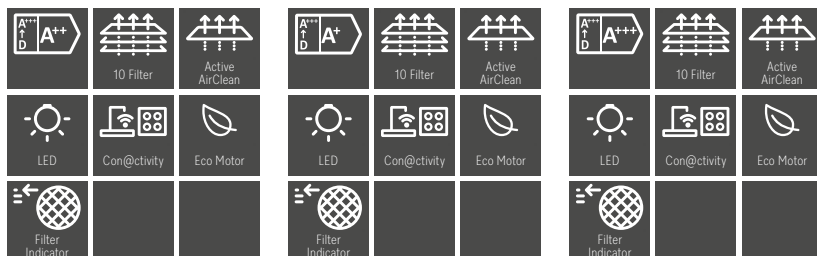 A+++
D
A++
10 Filter
Active
AirClean
LED
Con@ctivity
Eco Motor
Filter
Indicator
A+++
D
A+
10 Filter
Active
AirClean
LED
Con@ctivity
Eco Motor
Filter
Indicator
A+++
D
A+++
10 Filter
Active
AirClean
LED
Con@ctivity
Eco Motor
Filter
Indicator